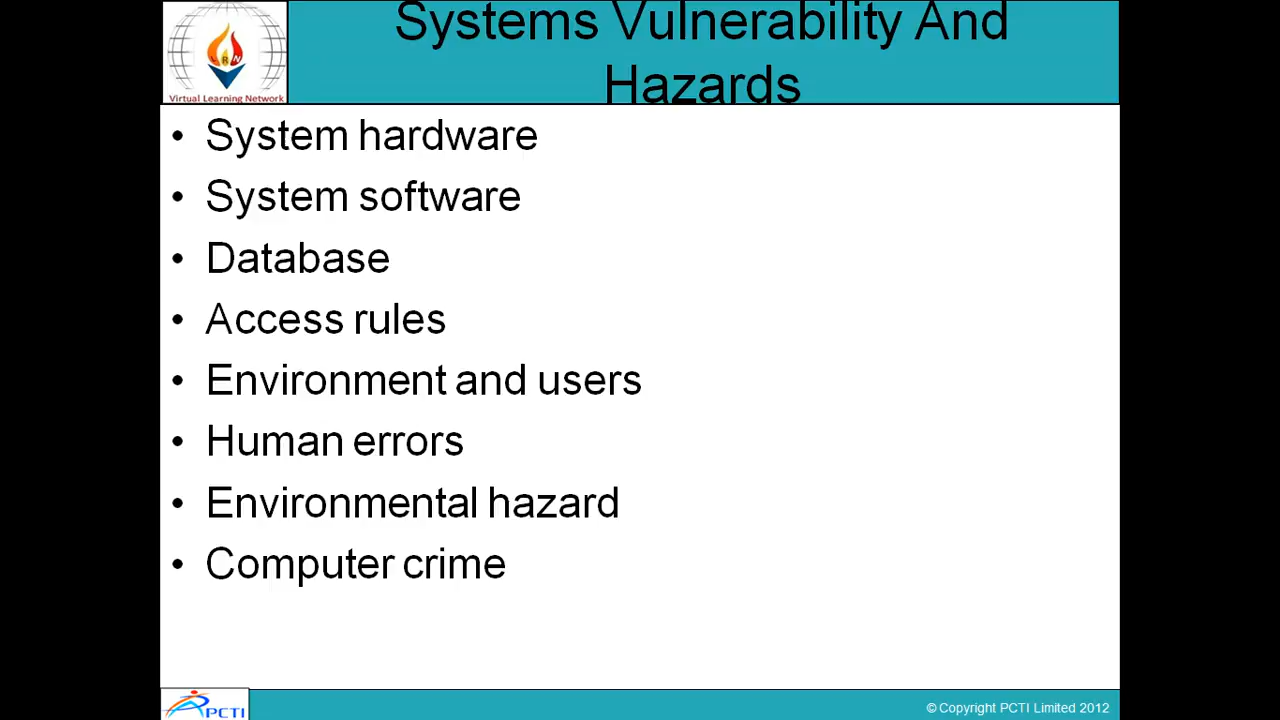 Systems Vulnerability And
Hazards
LRN
Virtual Learning Network
• System hardware
• System software
• Database
• Access rules
• Environment and users
• Human errors
• Environmental hazard
• Computer crime
PCTI
© Copyright PCTI Limited 2012